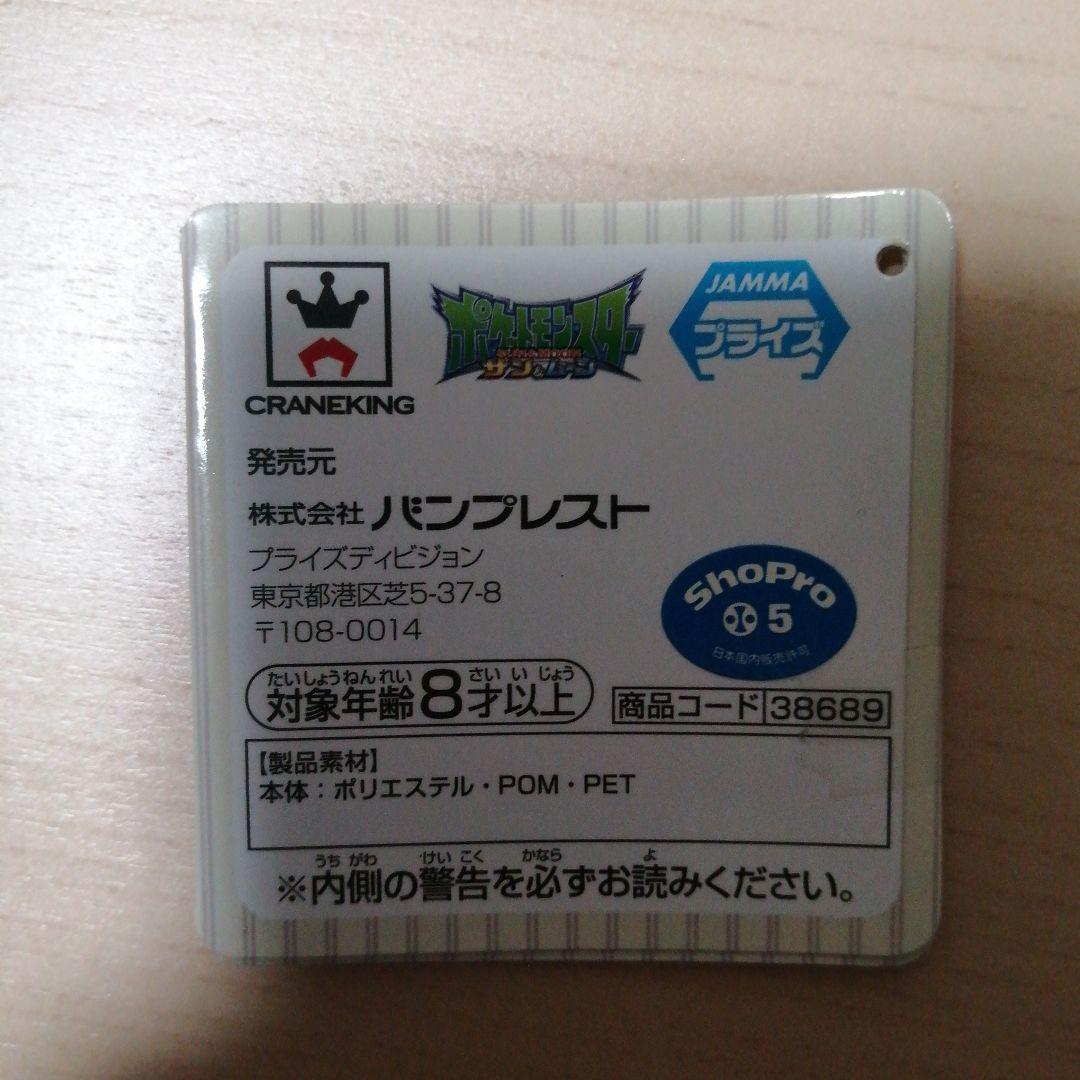 CRANEKING
ポケットモンスター
SUN&MOON
サン&ムーン
JAMMA
プライズ
発売元
株式会社 バンプレスト
プライズディビジョン
東京都港区芝5-37-8
〒108-0014
ShoPro
5
日本国内販売許可
たいしょうねんれい さい い じょう
対象年齢8才以上
商品コード 38689
【製品素材】
本体：ポリエステル・POM・PET
うち がわ けい こく かなら よ
※内側の警告を必ずお読みください。